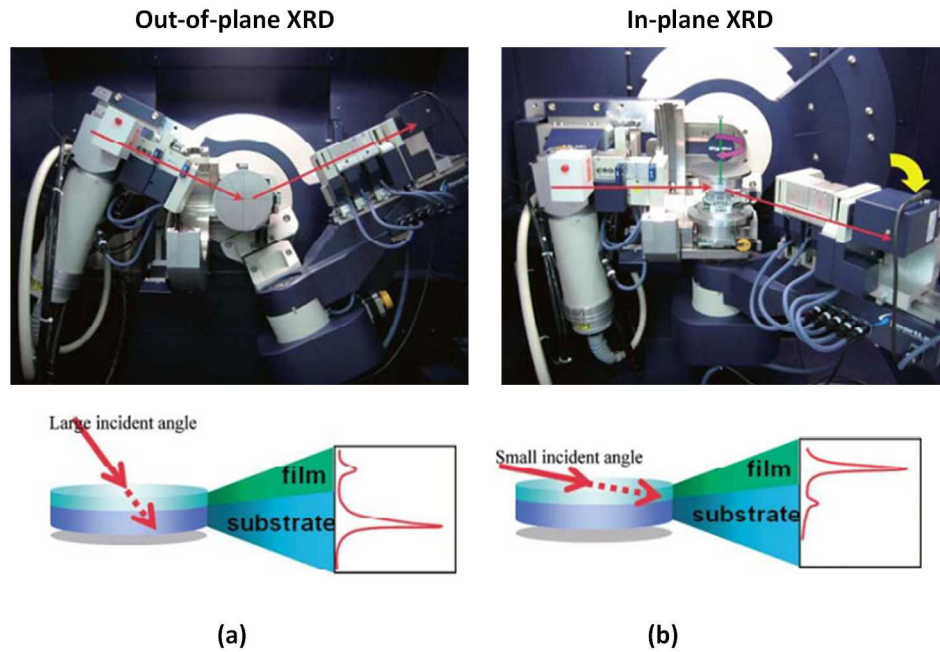 Out-of-plane XRD
In-plane XRD
Large incident angle
film
substrate
Small incident angle
film
substrate
(a)
(b)